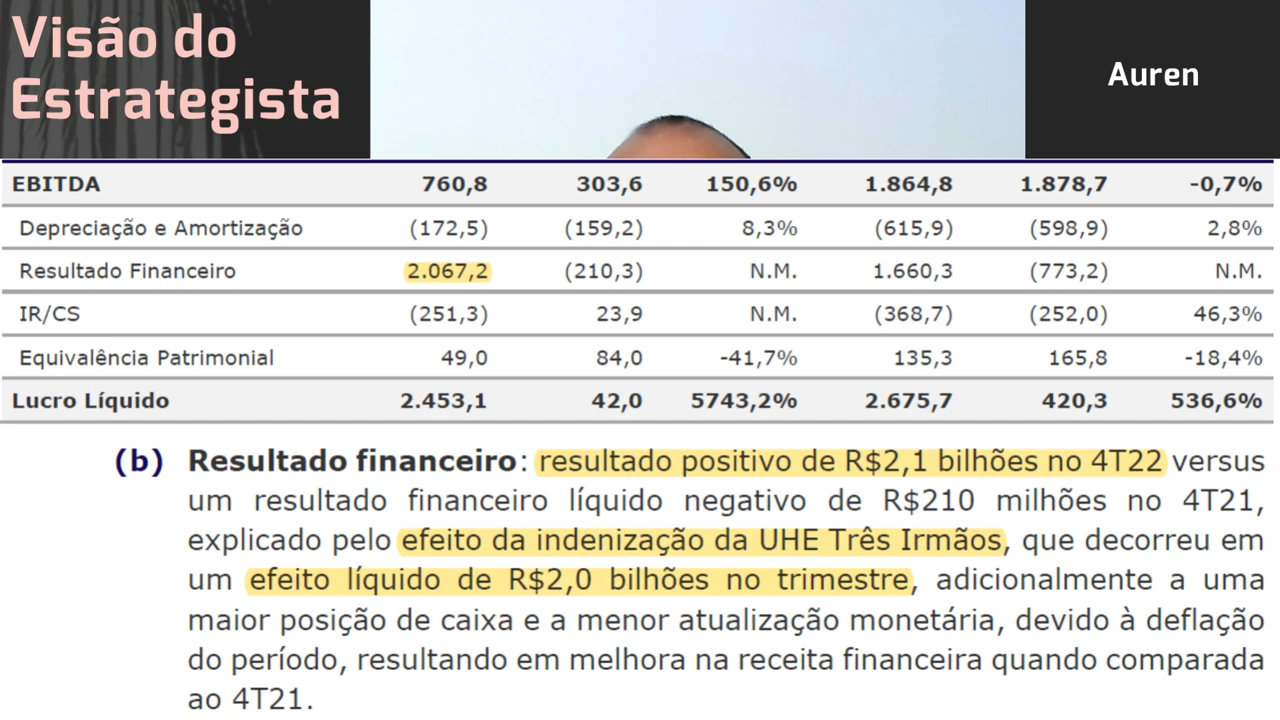 Visão do
Estrategista
Auren
EBITDA 760,8 303,6 150,6% 1.864,8 1.878,7 -0,7%
Depreciação e Amortização (172,5) (159,2) 8,3% (615,9) (598,9) 2,8%
Resultado Financeiro 2.067,2 (210,3) N.M. 1.660,3 (773,2) N.M.
IR/CS (251,3) 23,9 N.M. (368,7) (252,0) 46,3%
Equivalência Patrimonial 49,0 84,0 -41,7% 135,3 165,8 -18,4%
Lucro Líquido 2.453,1 42,0 5743,2% 2.675,7 420,3 536,6%
(b) Resultado financeiro: resultado positivo de R$2,1 bilhões no 4T22 versus
um resultado financeiro líquido negativo de R$210 milhões no 4T21,
explicado pelo efeito da indenização da UHE Três Irmãos, que decorreu em
um efeito líquido de R$2,0 bilhões no trimestre, adicionalmente a uma
maior posição de caixa e a menor atualização monetária, devido à deflação
do período, resultando em melhora na receita financeira quando comparada
ao 4T21.